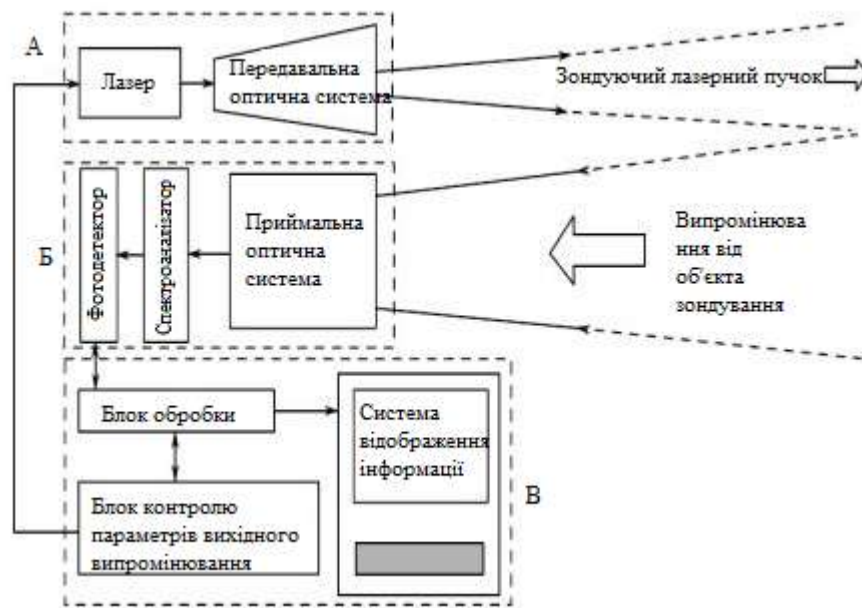 А
Лазер
Передавальна
оптична система
Зондуючий лазерний пучок
Б
Фотодетектор
Спектроаналізатор
Приймальна
оптична
система
Випромінюва
ння від
об'єкта
зондування
Блок обробки
Система
відображення
інформації
В
Блок контролю
параметрів вихідного
випромінювання